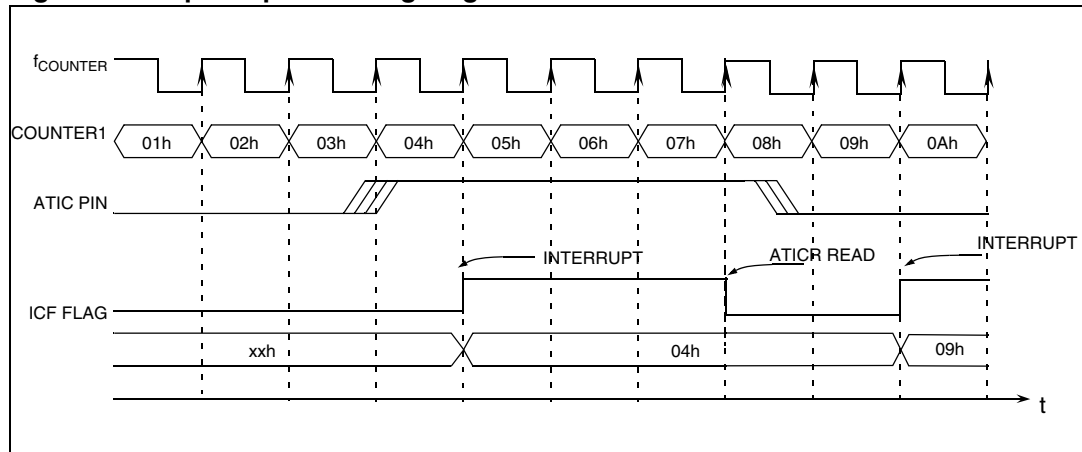 fCOUNTER
COUNTER1
01h 02h 03h 04h 05h 06h 07h 08h 09h 0Ah
ATIC PIN
INTERRUPT
ATICR READ
INTERRUPT
ICF FLAG
xxh 04h 09h
t